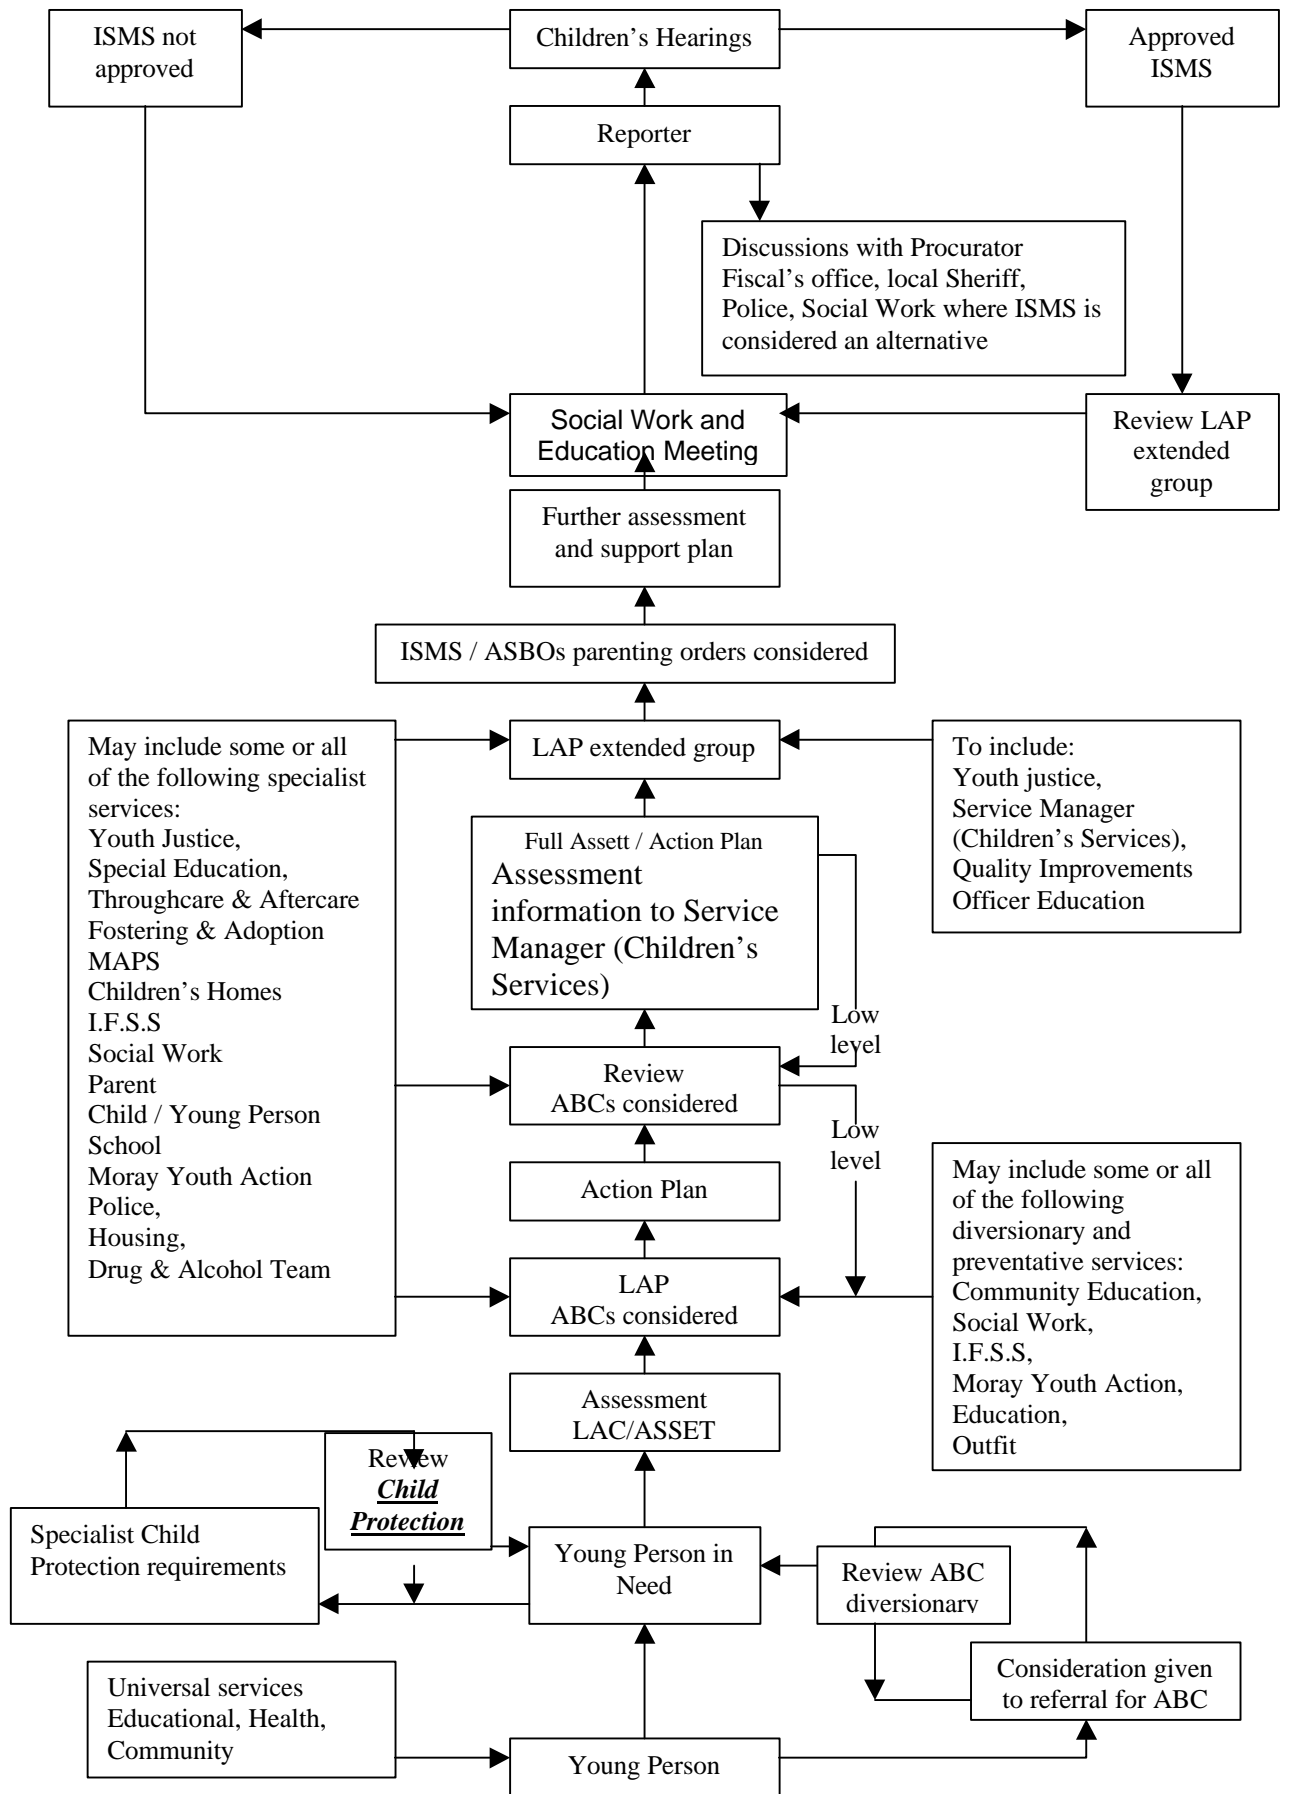 ISMS not
approved
Children's Hearings
Approved
ISMS
Reporter
Discussions with Procurator
Fiscal's office, local Sheriff,
Police, Social Work where ISMS is
considered an alternative
Social Work and
Education Meeting
Review LAP
extended
group
Further assessment
and support plan
ISMS / ASBOs parenting orders considered
May include some or all
of the following specialist
services:
Youth Justice,
Special Education,
Throughcare & Aftercare
Fostering & Adoption
MAPS
Children's Homes
I.F.S.S
Social Work
Parent
Child / Young Person
School
Moray Youth Action
Police,
Housing,
Drug & Alcohol Team
LAP extended group
To include:
Youth justice,
Service Manager
(Children's Services),
Quality Improvements
Officer Education
Full Assett / Action Plan
Assessment
information to Service
Manager (Children's
Services)
Low
level
Review
ABCs considered
Low
level
Action Plan
LAP
ABCs considered
May include some or all
of the following
diversionary and
preventative services:
Community Education,
Social Work,
I.F.S.S,
Moray Youth Action,
Education,
Outfit
Assessment
LAC/ASSET
Review
Child
Protection
Specialist Child
Protection requirements
Young Person in
Need
Review ABC
diversionary
Consideration given
to referral for ABC
Universal services
Educational, Health,
Community
Young Person